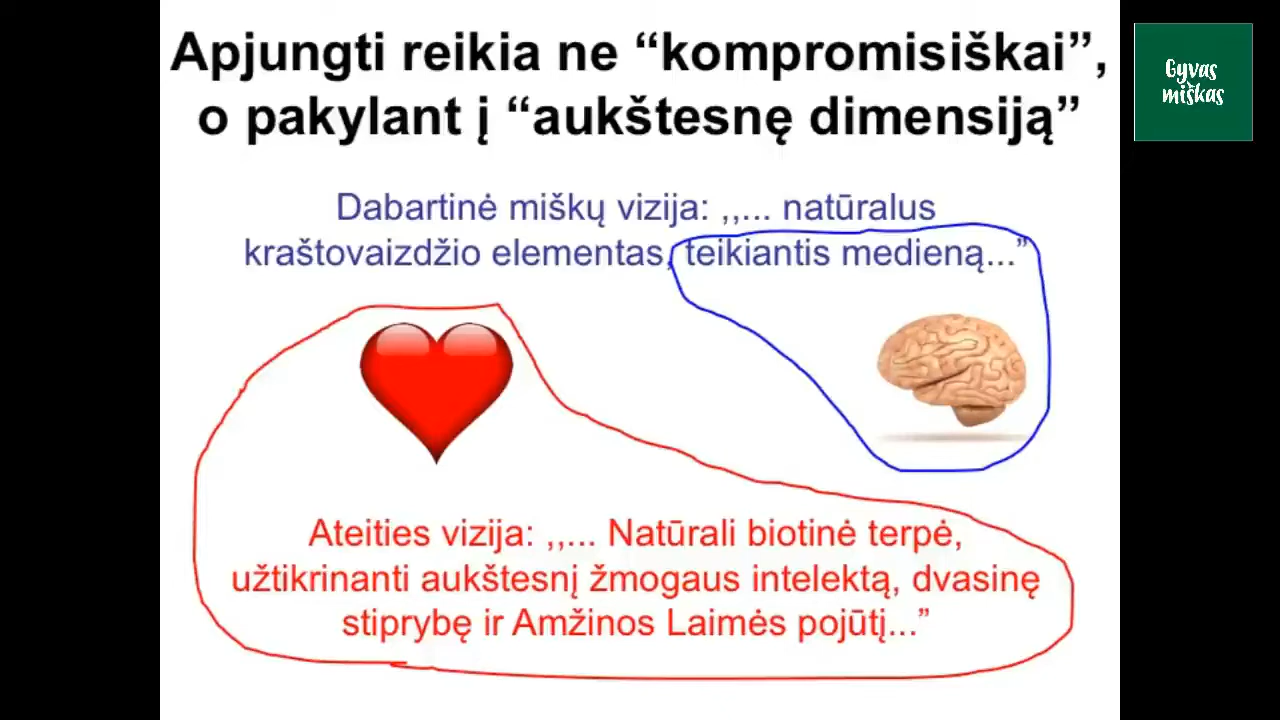 Apjungti reikia ne “kompromisiškai”,
o pakylant į “aukštesnę dimensiją”
Gyvas
miškas
Dabartinė miškų vizija: ,,... natūralus
kraštovaizdžio elementas, teikiantis medieną...”
Ateities vizija: ,,... Natūrali biotinė terpė,
užtikrinanti aukštesnį žmogaus intelektą, dvasinę
stiprybę ir Amžinos Laimės pojūtį...”